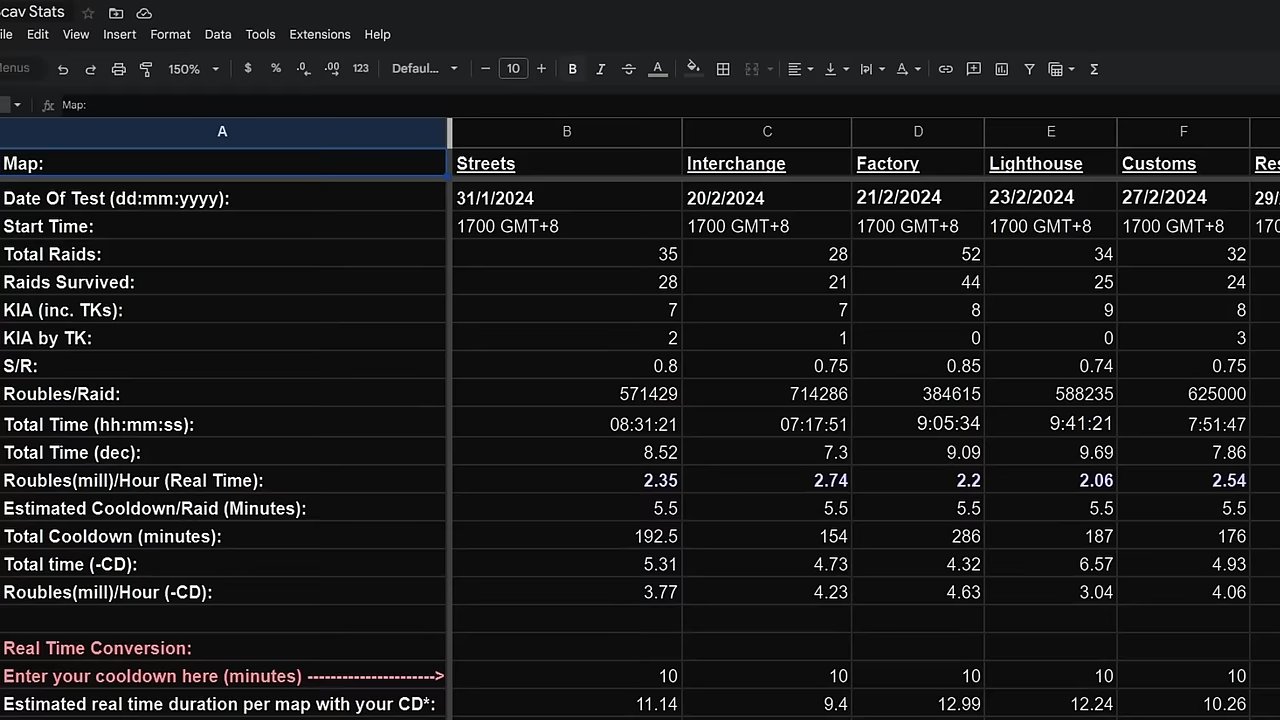 cav Stats
ile Edit View Insert Format Data Tools Extensions Help
Menus 150% $ % .0 .00 123 Defaul... − 10 + B I S A Σ
fx Map:
A B C D E F
Map: Streets Interchange Factory Lighthouse Customs Res
Date Of Test (dd:mm:yyyy): 31/1/2024 20/2/2024 21/2/2024 23/2/2024 27/2/2024 29/
Start Time: 1700 GMT+8 1700 GMT+8 1700 GMT+8 1700 GMT+8 1700 GMT+8 170
Total Raids: 35 28 52 34 32
Raids Survived: 28 21 44 25 24
KIA (inc. TKs): 7 7 8 9 8
KIA by TK: 2 1 0 0 3
S/R: 0.8 0.75 0.85 0.74 0.75
Roubles/Raid: 571429 714286 384615 588235 625000
Total Time (hh:mm:ss): 08:31:21 07:17:51 9:05:34 9:41:21 7:51:47
Total Time (dec): 8.52 7.3 9.09 9.69 7.86
Roubles(mill)/Hour (Real Time): 2.35 2.74 2.2 2.06 2.54
Estimated Cooldown/Raid (Minutes): 5.5 5.5 5.5 5.5 5.5
Total Cooldown (minutes): 192.5 154 286 187 176
Total time (-CD): 5.31 4.73 4.32 6.57 4.93
Roubles(mill)/Hour (-CD): 3.77 4.23 4.63 3.04 4.06
Real Time Conversion:
Enter your cooldown here (minutes) ----------------------> 10 10 10 10 10
Estimated real time duration per map with your CD*: 11.14 9.4 12.99 12.24 10.26